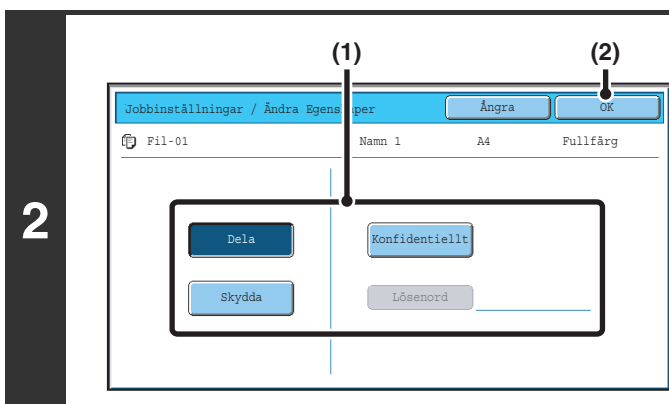 (1) (2)
Jobbinställningar / Ändra Egenskaper Ångra OK
Fil-01 Namn 1 A4 Fullfärg
2
Dela Konfidentiellt
Skydda Lösenord